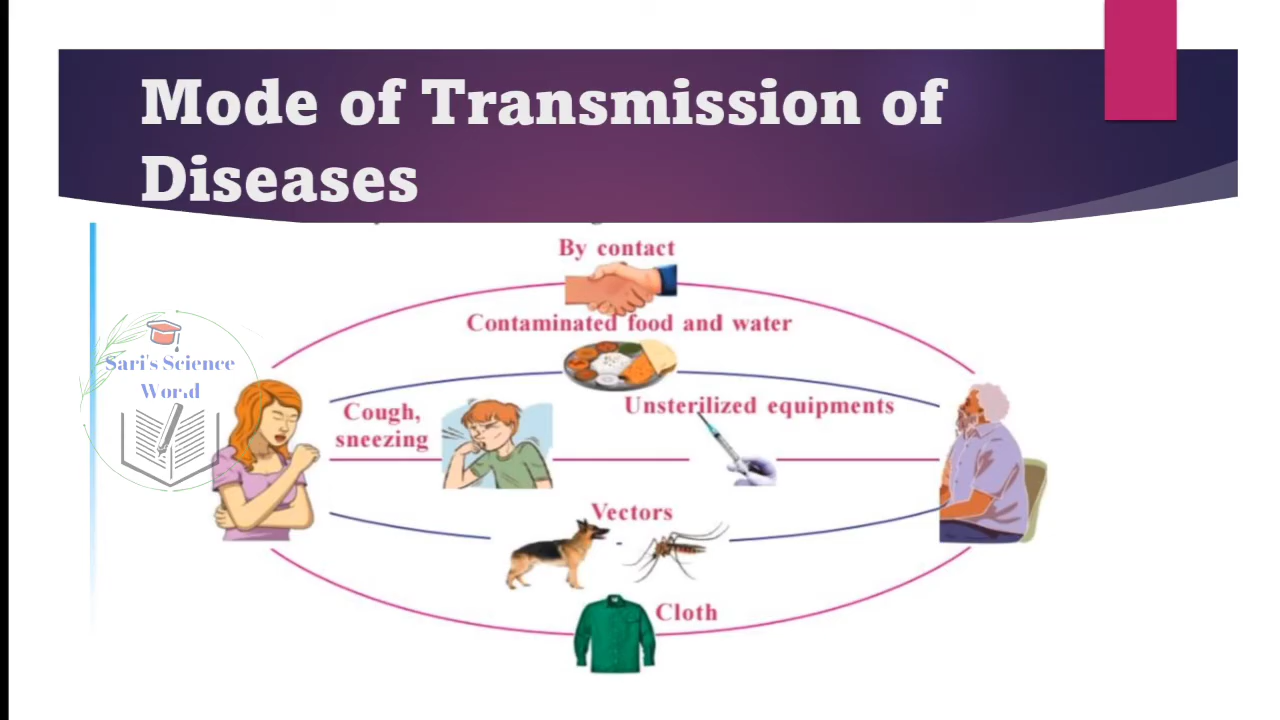 Mode of Transmission of
Diseases
By contact
Contaminated food and water
Sari's Science
World
Cough,
sneezing
Unsterilized equipments
Vectors
Cloth